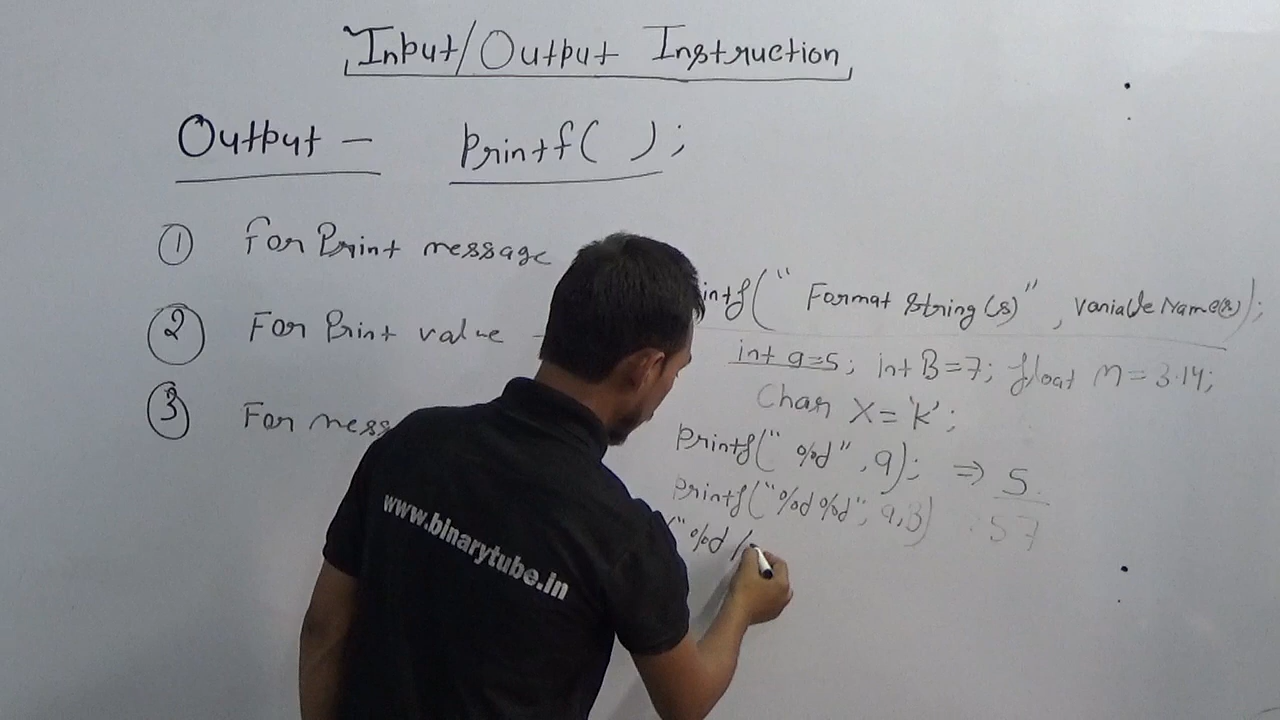 Input/Output Instruction
Output - printf( );
① For Print message
intf(" Format string(s)" , variable Name(s));
② For Print value -
int a=5; int B=7; float m=3.14;
Char X='K';
③ For mess
printf(" %d" , a); ⇒ 5
printf("%d %d", a,B) : 57
(" %d
www.binarytube.in